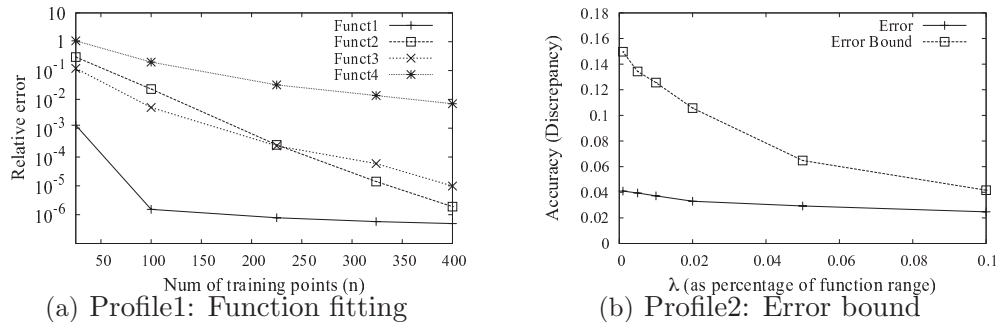 10
1
10^-1
10^-2
10^-3
10^-4
10^-5
10^-6
Relative error
Funct1
Funct2
Funct3
Funct4
50 100 150 200 250 300 350 400
Num of training points (n)
(a) Profile1: Function fitting
0.18
0.16
0.14
0.12
0.1
0.08
0.06
0.04
0.02
0
Accuracy (Discrepancy)
Error
Error Bound
0 0.02 0.04 0.06 0.08 0.1
λ (as percentage of function range)
(b) Profile2: Error bound